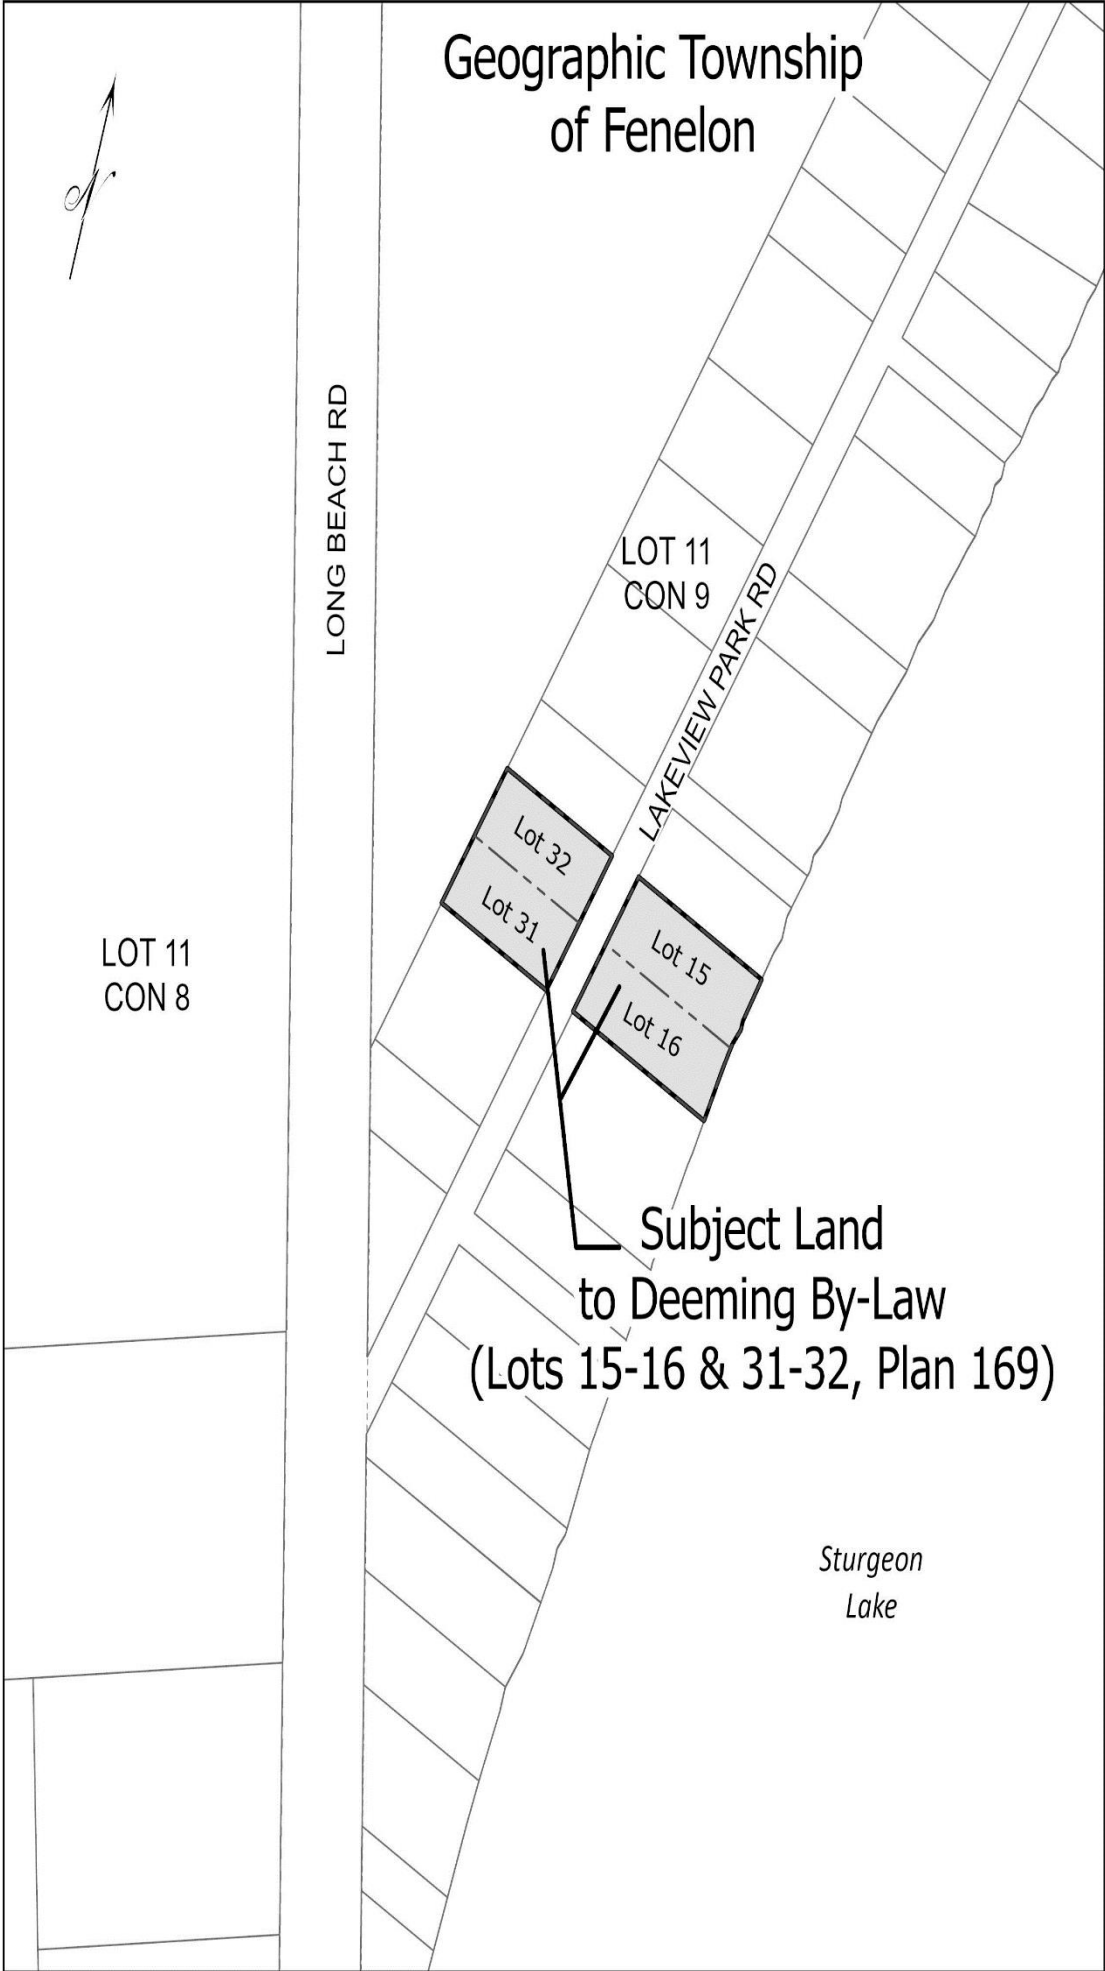 Geographic Township
of Fenelon
N
LONG BEACH RD
LOT 11
CON 9
LAKEVIEW PARK RD
Lot 32
Lot 31
Lot 15
Lot 16
LOT 11
CON 8
Subject Land
to Deeming By-Law
(Lots 15-16 & 31-32, Plan 169)
Sturgeon
Lake